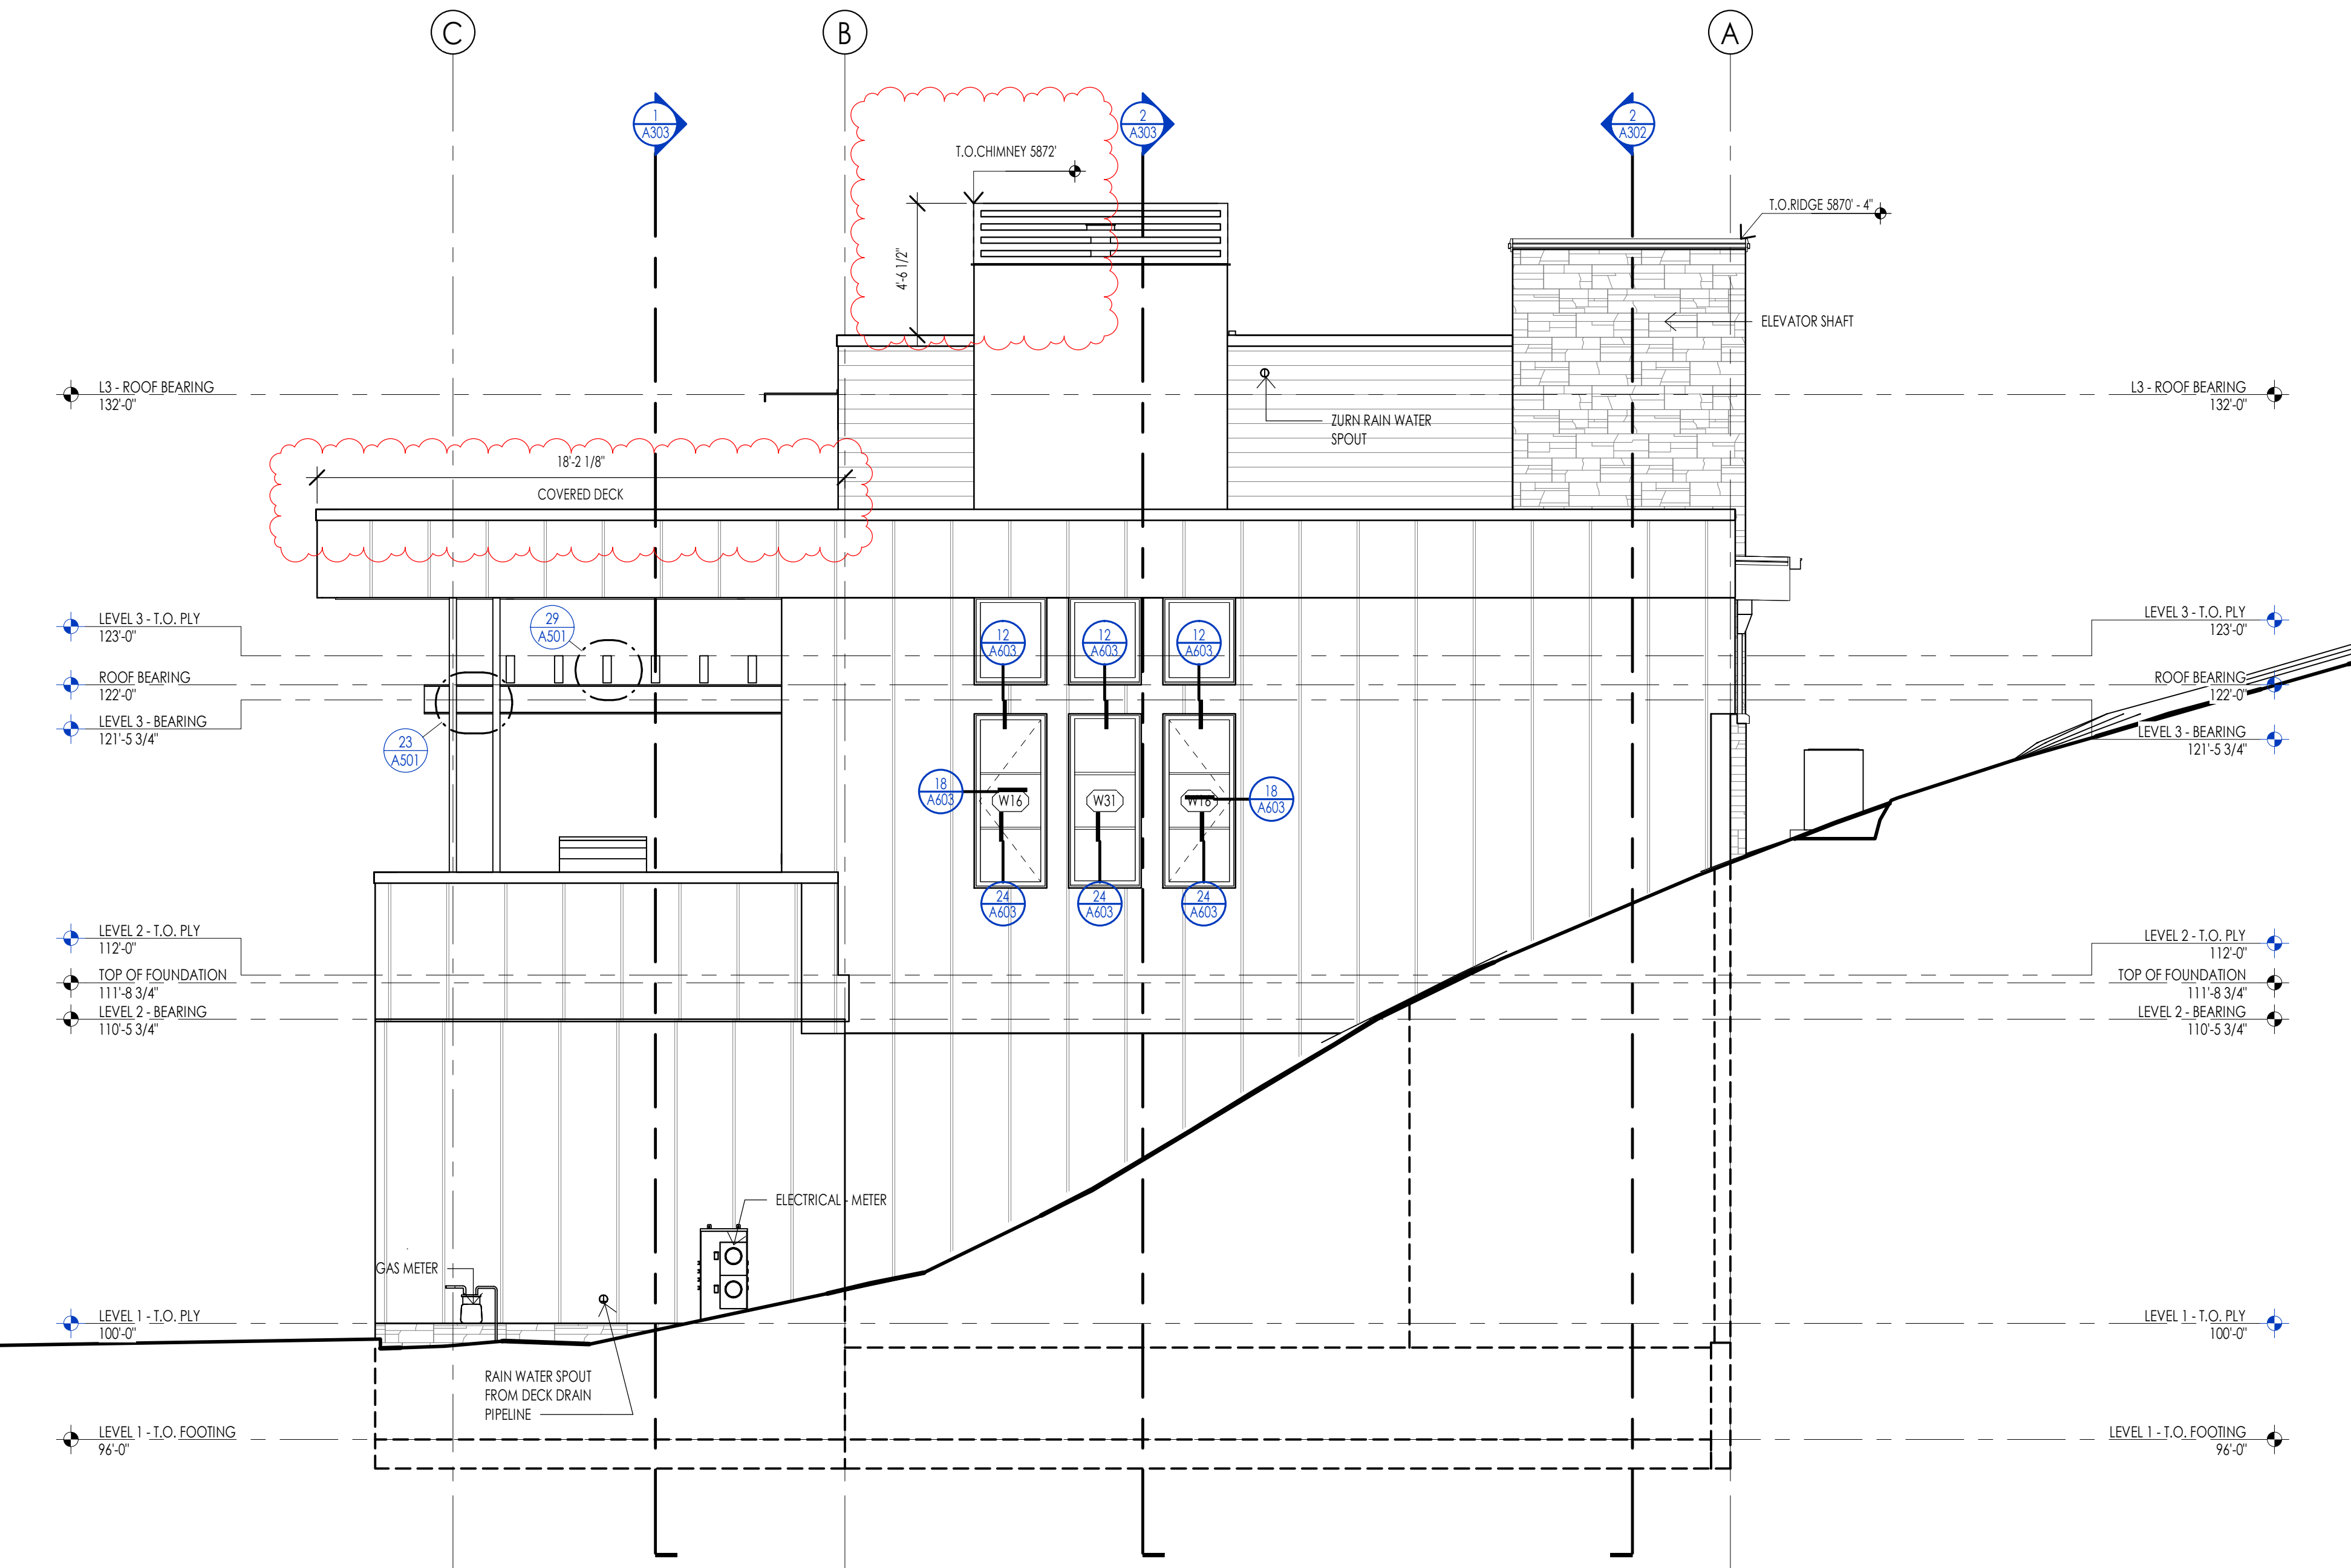 C
B
A
1
A303
2
A303
2
A302
T.O.CHIMNEY 5872'
T.O.RIDGE 5870' - 4"
4'-6 1/2"
ELEVATOR SHAFT
L3 - ROOF BEARING
132'-0"
L3 - ROOF BEARING
132'-0"
ZURN RAIN WATER
SPOUT
18'-2 1/8"
COVERED DECK
LEVEL 3 - T.O. PLY
123'-0"
29
A501
12
A603
12
A603
12
A603
LEVEL 3 - T.O. PLY
123'-0"
ROOF BEARING
122'-0"
ROOF BEARING
122'-0"
LEVEL 3 - BEARING
121'-5 3/4"
LEVEL 3 - BEARING
121'-5 3/4"
23
A501
18
A603
W16
W31
W16
18
A603
24
A603
24
A603
24
A603
LEVEL 2 - T.O. PLY
112'-0"
LEVEL 2 - T.O. PLY
112'-0"
TOP OF FOUNDATION
111'-8 3/4"
TOP OF FOUNDATION
111'-8 3/4"
LEVEL 2 - BEARING
110'-5 3/4"
LEVEL 2 - BEARING
110'-5 3/4"
ELECTRICAL - METER
GAS METER
LEVEL 1 - T.O. PLY
100'-0"
LEVEL 1 - T.O. PLY
100'-0"
RAIN WATER SPOUT
FROM DECK DRAIN
PIPELINE
LEVEL 1 - T.O. FOOTING
96'-0"
LEVEL 1 - T.O. FOOTING
96'-0"